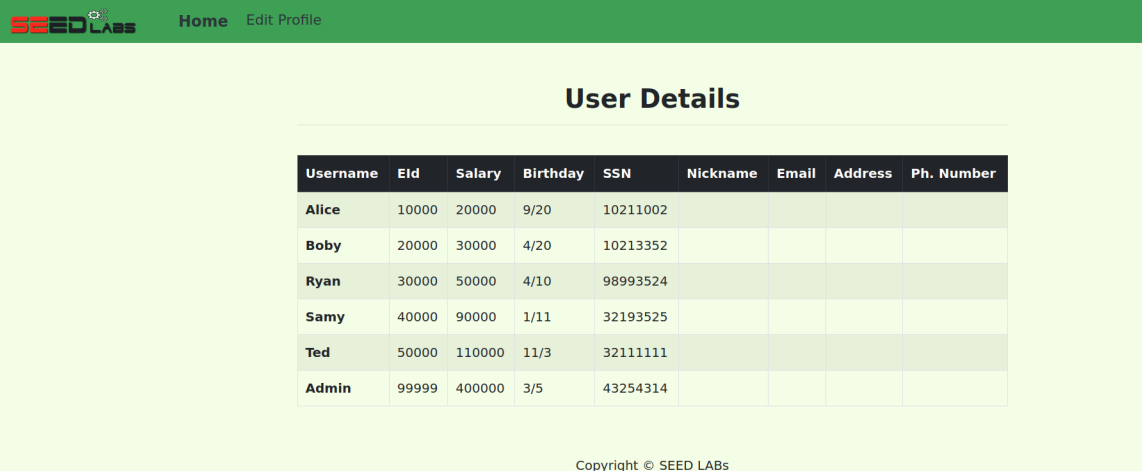 SEED LABS Home Edit Profile
User Details
Username EId Salary Birthday SSN Nickname Email Address Ph. Number
Alice 10000 20000 9/20 10211002
Boby 20000 30000 4/20 10213352
Ryan 30000 50000 4/10 98993524
Samy 40000 90000 1/11 32193525
Ted 50000 110000 11/3 32111111
Admin 99999 400000 3/5 43254314
Copyright © SEED LABs